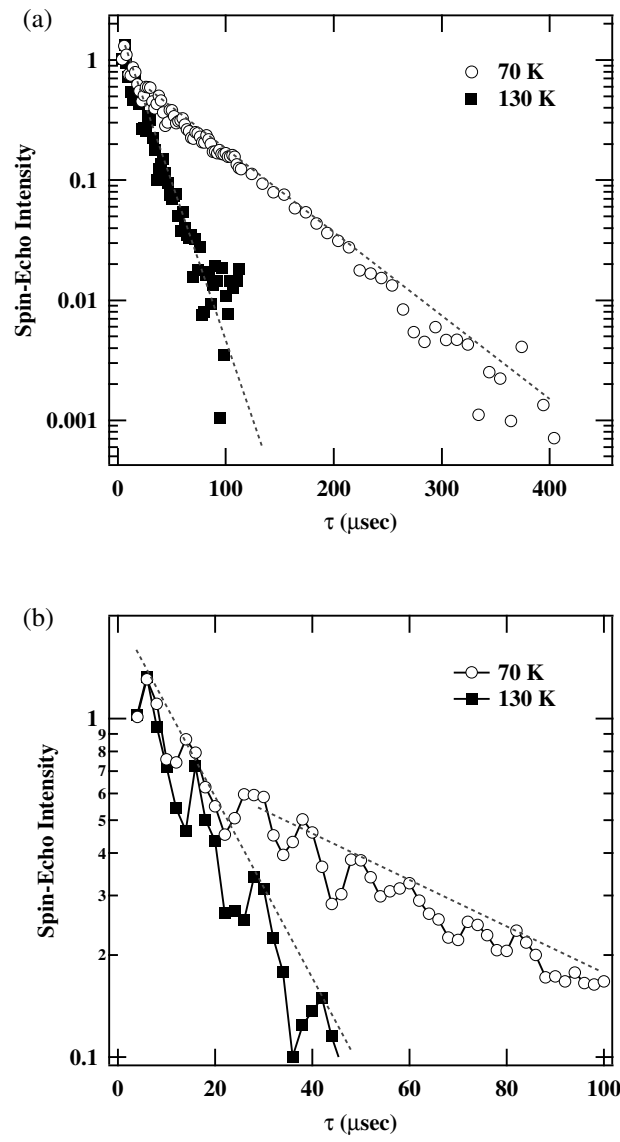 (a)
1
0.1
0.01
0.001
Spin-Echo Intensity
70 K
130 K
0 100 200 300 400
τ (μsec)
(b)
1
9
8
7
6
5
4
3
2
0.1
Spin-Echo Intensity
70 K
130 K
0 20 40 60 80 100
τ (μsec)